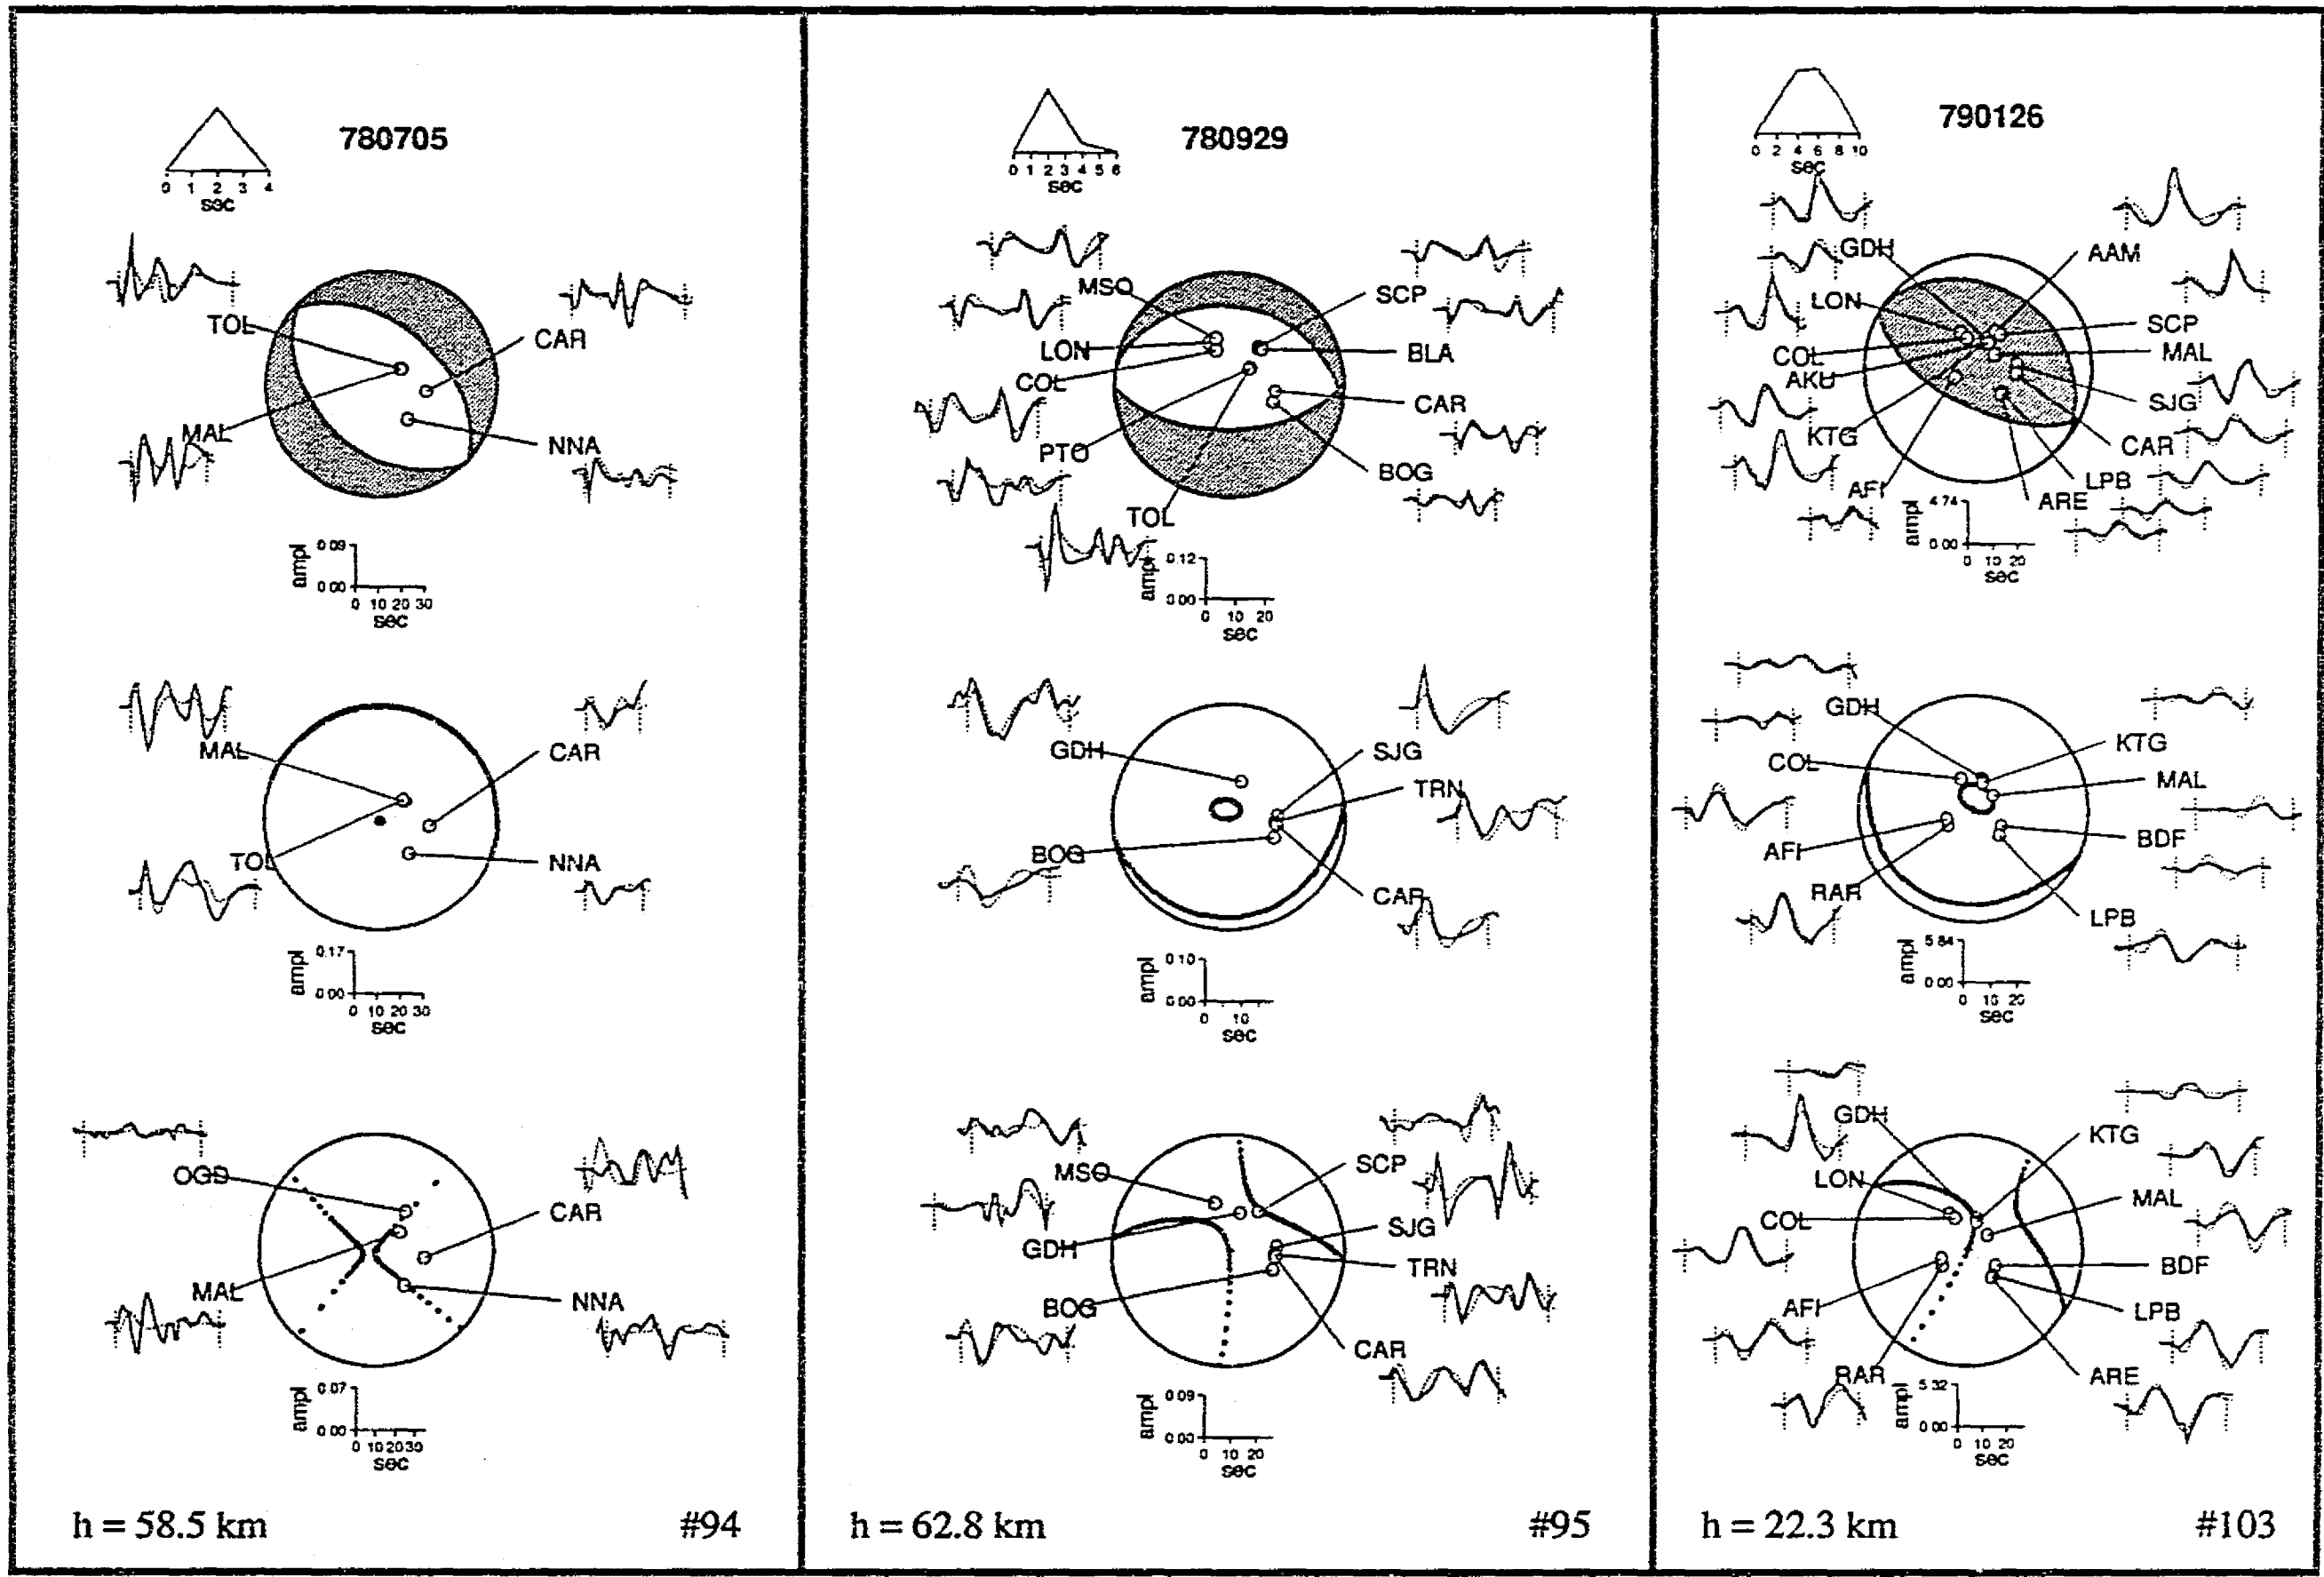 780705
0 1 2 3 4
sec
TOL
CAR
MAL
NNA
ampl
0.09
0.00
0 10 20 30
sec
MAL
CAR
TOL
NNA
ampl
0.17
0.00
0 10 20 30
sec
OGD
CAR
MAL
NNA
ampl
0.07
0.00
0 10 20 30
sec
h = 58.5 km
#94
780929
0 1 2 3 4 5 6
sec
MSO
SCP
LON
BLA
COL
CAR
PTO
BOG
TOL
ampl
0.12
0.00
0 10 20
sec
GDH
SJG
TRN
BOG
CAR
ampl
0.10
0.00
0 10
sec
MSO
SCP
SJG
GDH
TRN
BOG
CAR
ampl
0.09
0.00
0 10 20
sec
h = 62.8 km
#95
790126
0 2 4 6 8 10
sec
GDH
AAM
LON
SCP
COL
MAL
AKU
SJG
KTG
CAR
AFI
LPB
ARE
ampl
4.74
0.00
0 10 20
sec
GDH
KTG
COL
MAL
AFI
BDF
RAR
LPB
ampl
5.84
0.00
0 10 20
sec
GDH
KTG
LON
MAL
COL
BDF
AFI
LPB
RAR
ARE
ampl
5.32
0.00
0 10 20
sec
h = 22.3 km
#103